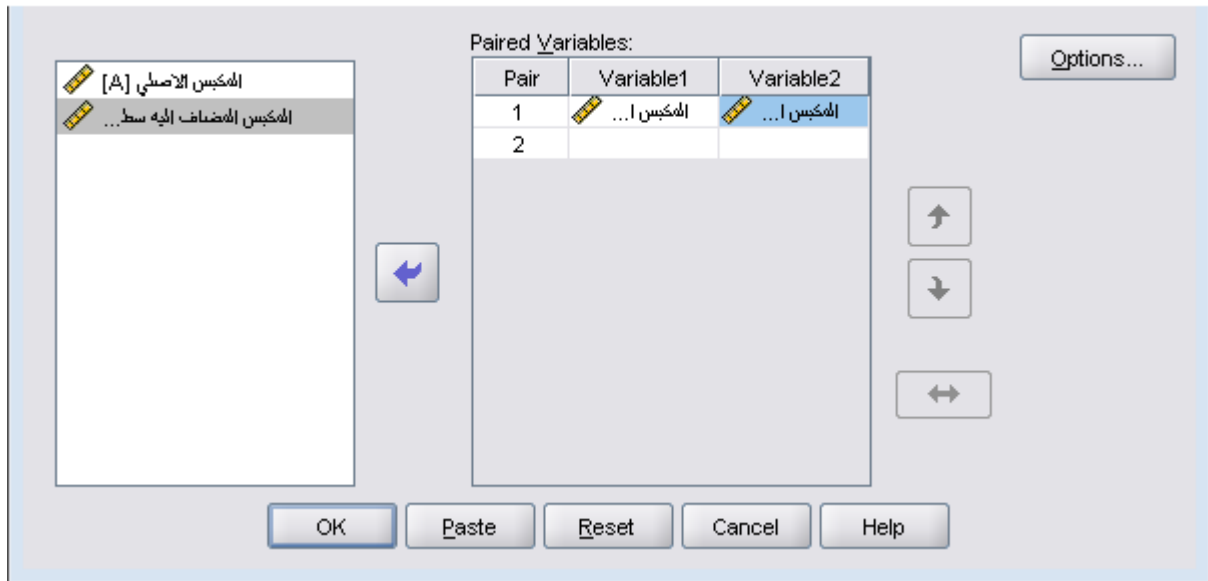 Paired Variables:
Options...
المكبس الاصلي [A]
المكبس المضاف اليه سط...
Pair Variable1 Variable2
1 المكبس ا... المكبس ا...
2
OK Paste Reset Cancel Help